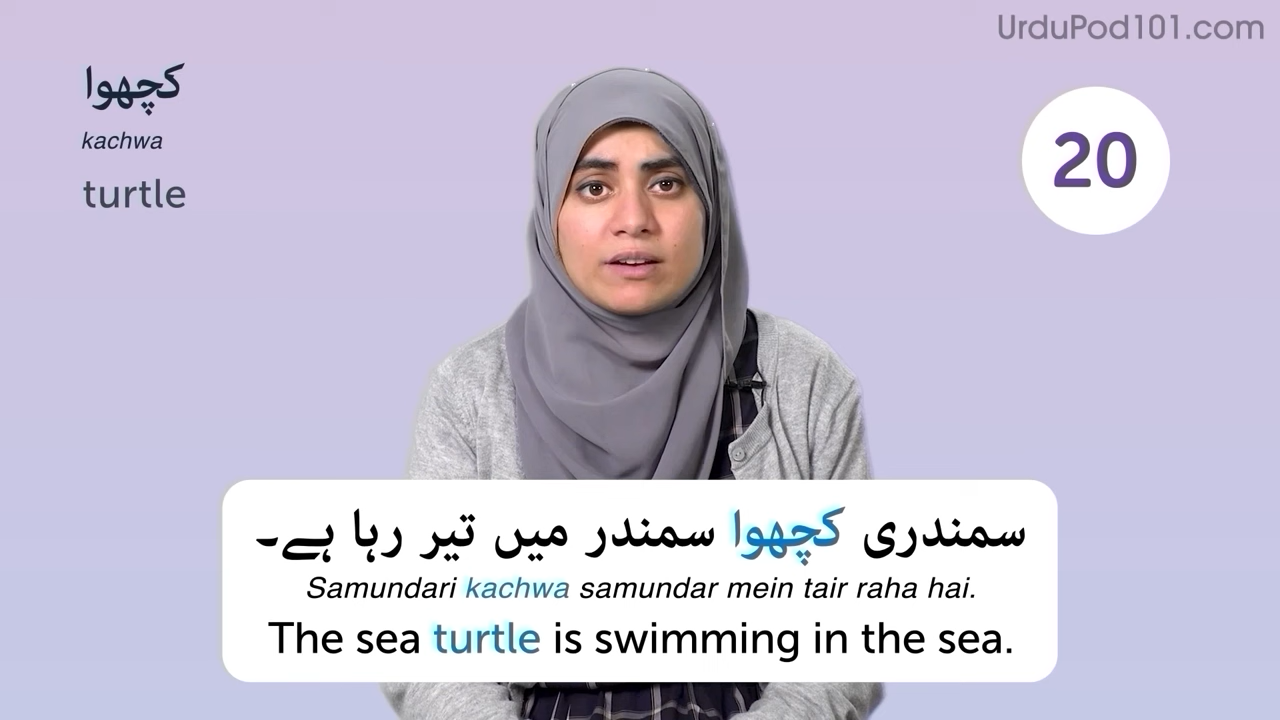 UrduPod101.com
کچھوا
kachwa
turtle
20
سمندری کچھوا سمندر میں تیر رہا ہے۔
Samundari kachwa samundar mein tair raha hai.
The sea turtle is swimming in the sea.